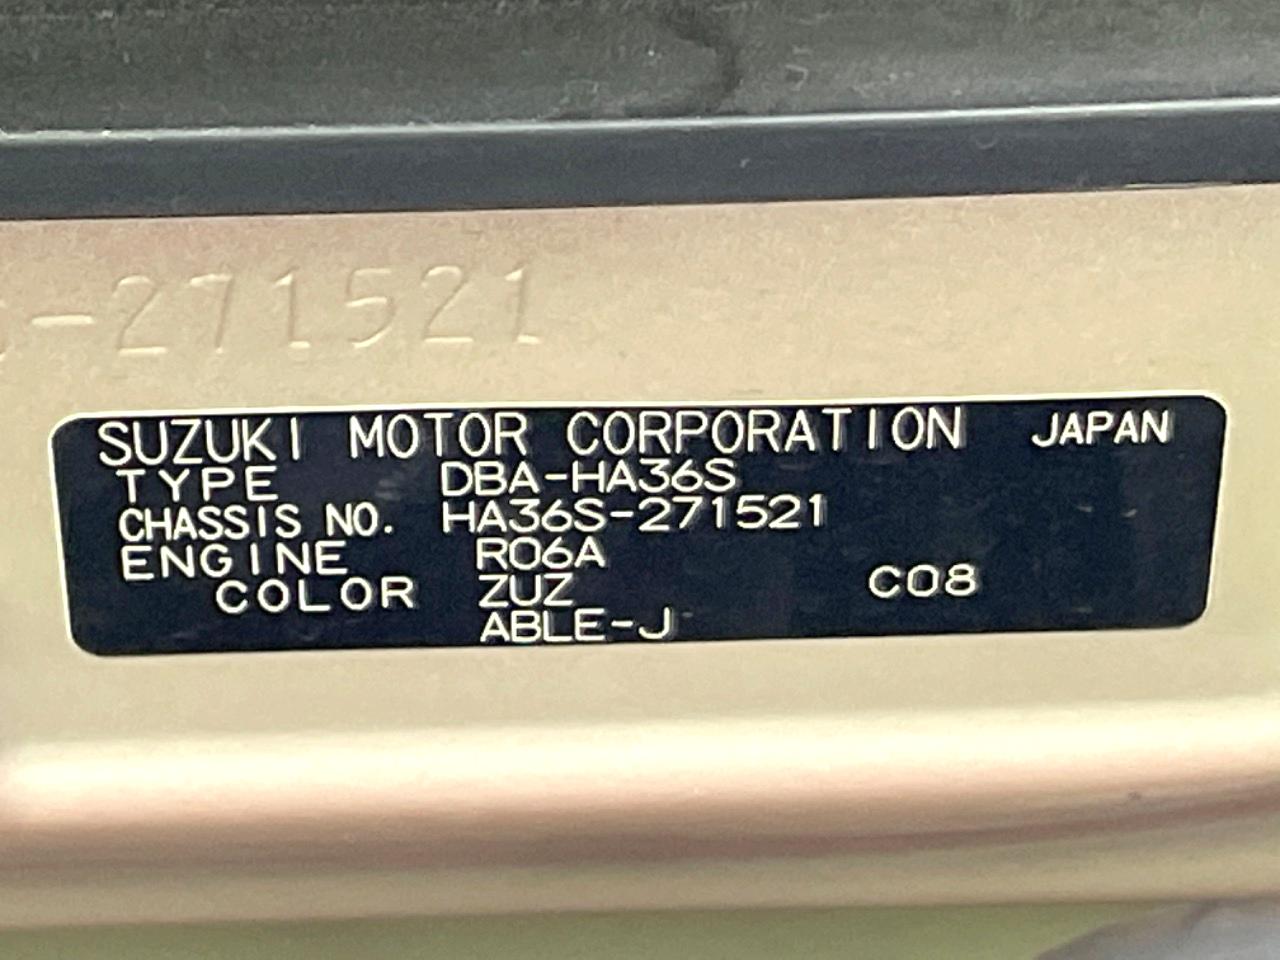 -271521
SUZUKI MOTOR CORPORATION JAPAN
TYPE DBA-HA36S
CHASSIS NO. HA36S-271521
ENGINE R06A
COLOR ZUZ C08
ABLE-J